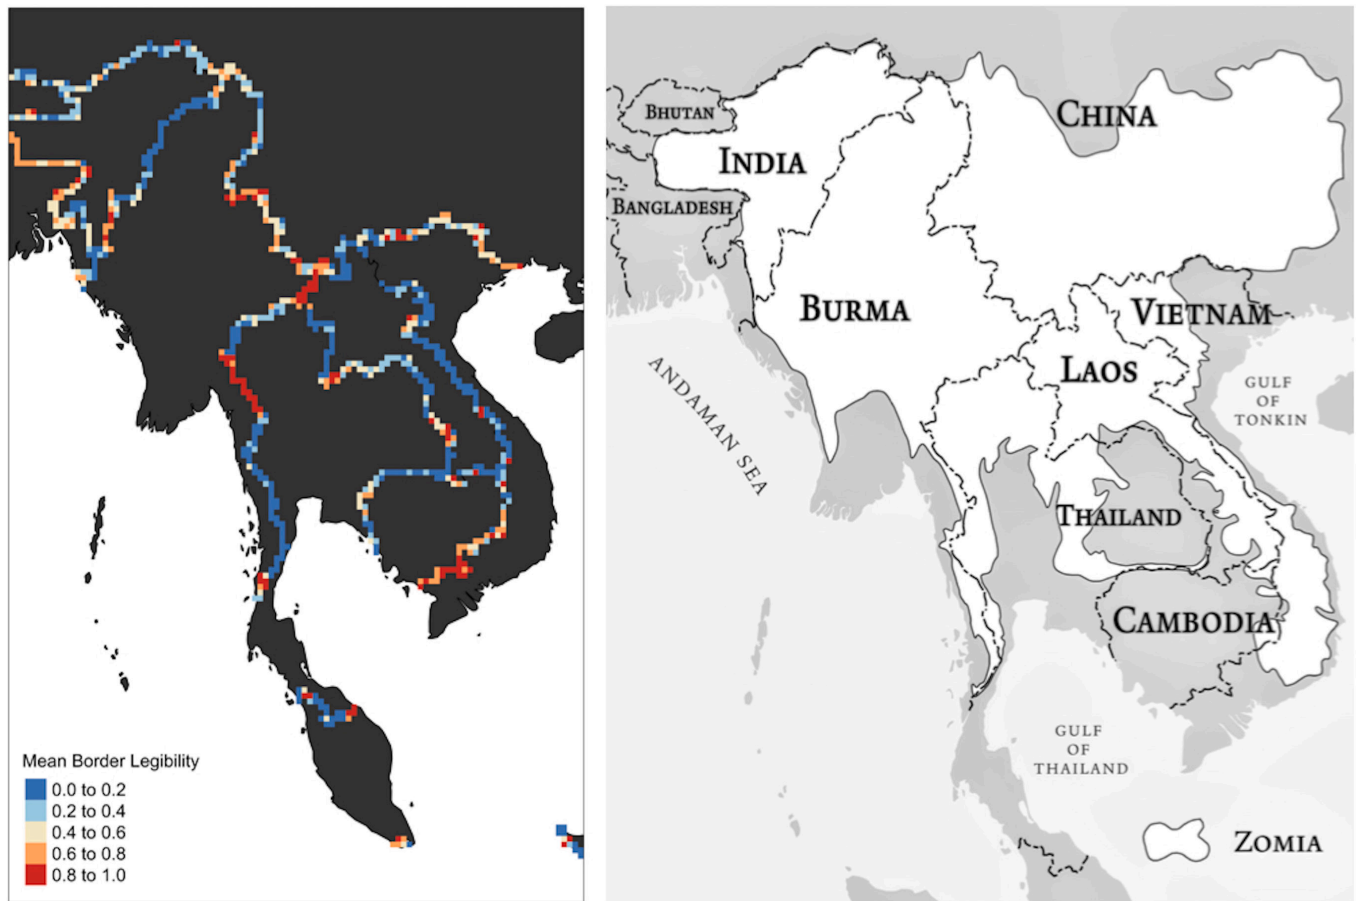 Mean Border Legibility
0.0 to 0.2
0.2 to 0.4
0.4 to 0.6
0.6 to 0.8
0.8 to 1.0
CHINA
BHUTAN
INDIA
BANGLADESH
BURMA
VIETNAM
LAOS
GULF
OF
TONKIN
ANDAMAN SEA
THAILAND
CAMBODIA
GULF
OF
THAILAND
ZOMIA